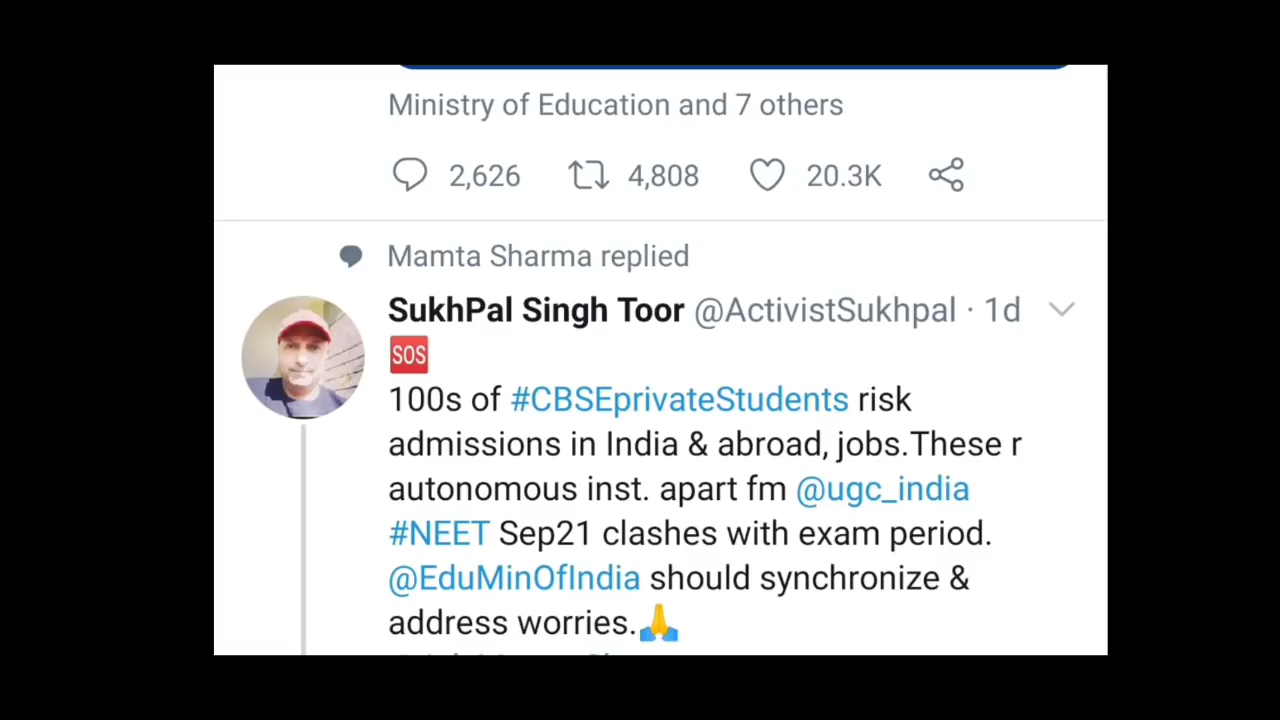 Ministry of Education and 7 others
2,626 4,808 20.3K
Mamta Sharma replied
SukhPal Singh Toor @ActivistSukhpal · 1d
SOS
100s of #CBSEprivateStudents risk
admissions in India & abroad, jobs.These r
autonomous inst. apart fm @ugc_india
#NEET Sep21 clashes with exam period.
@EduMinOfIndia should synchronize &
address worries.🙏